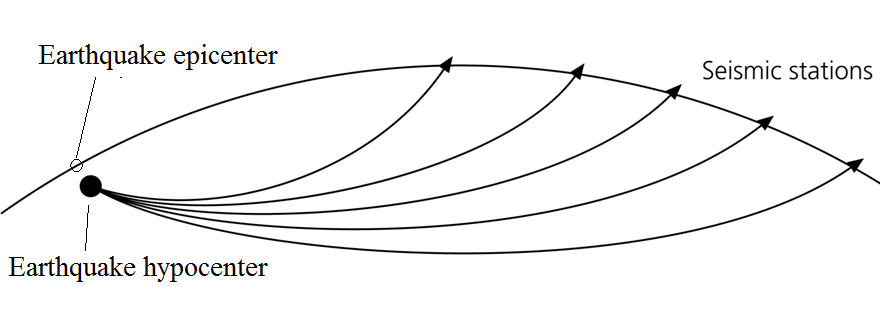 Earthquake epicenter
Seismic stations
Earthquake hypocenter